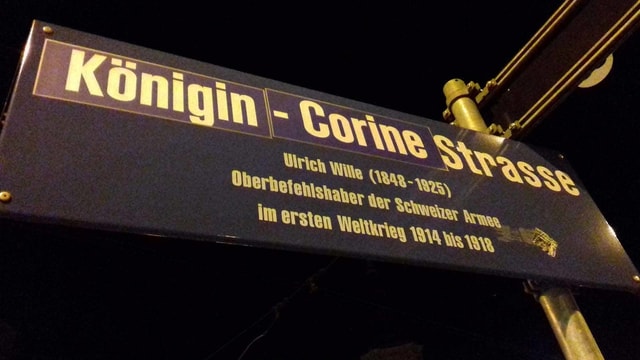 Königin - Corine Strasse
Ulrich Wille (1848-1925)
Oberbefehlshaber der Schweizer Armee
im ersten Weltkrieg 1914 bis 1918